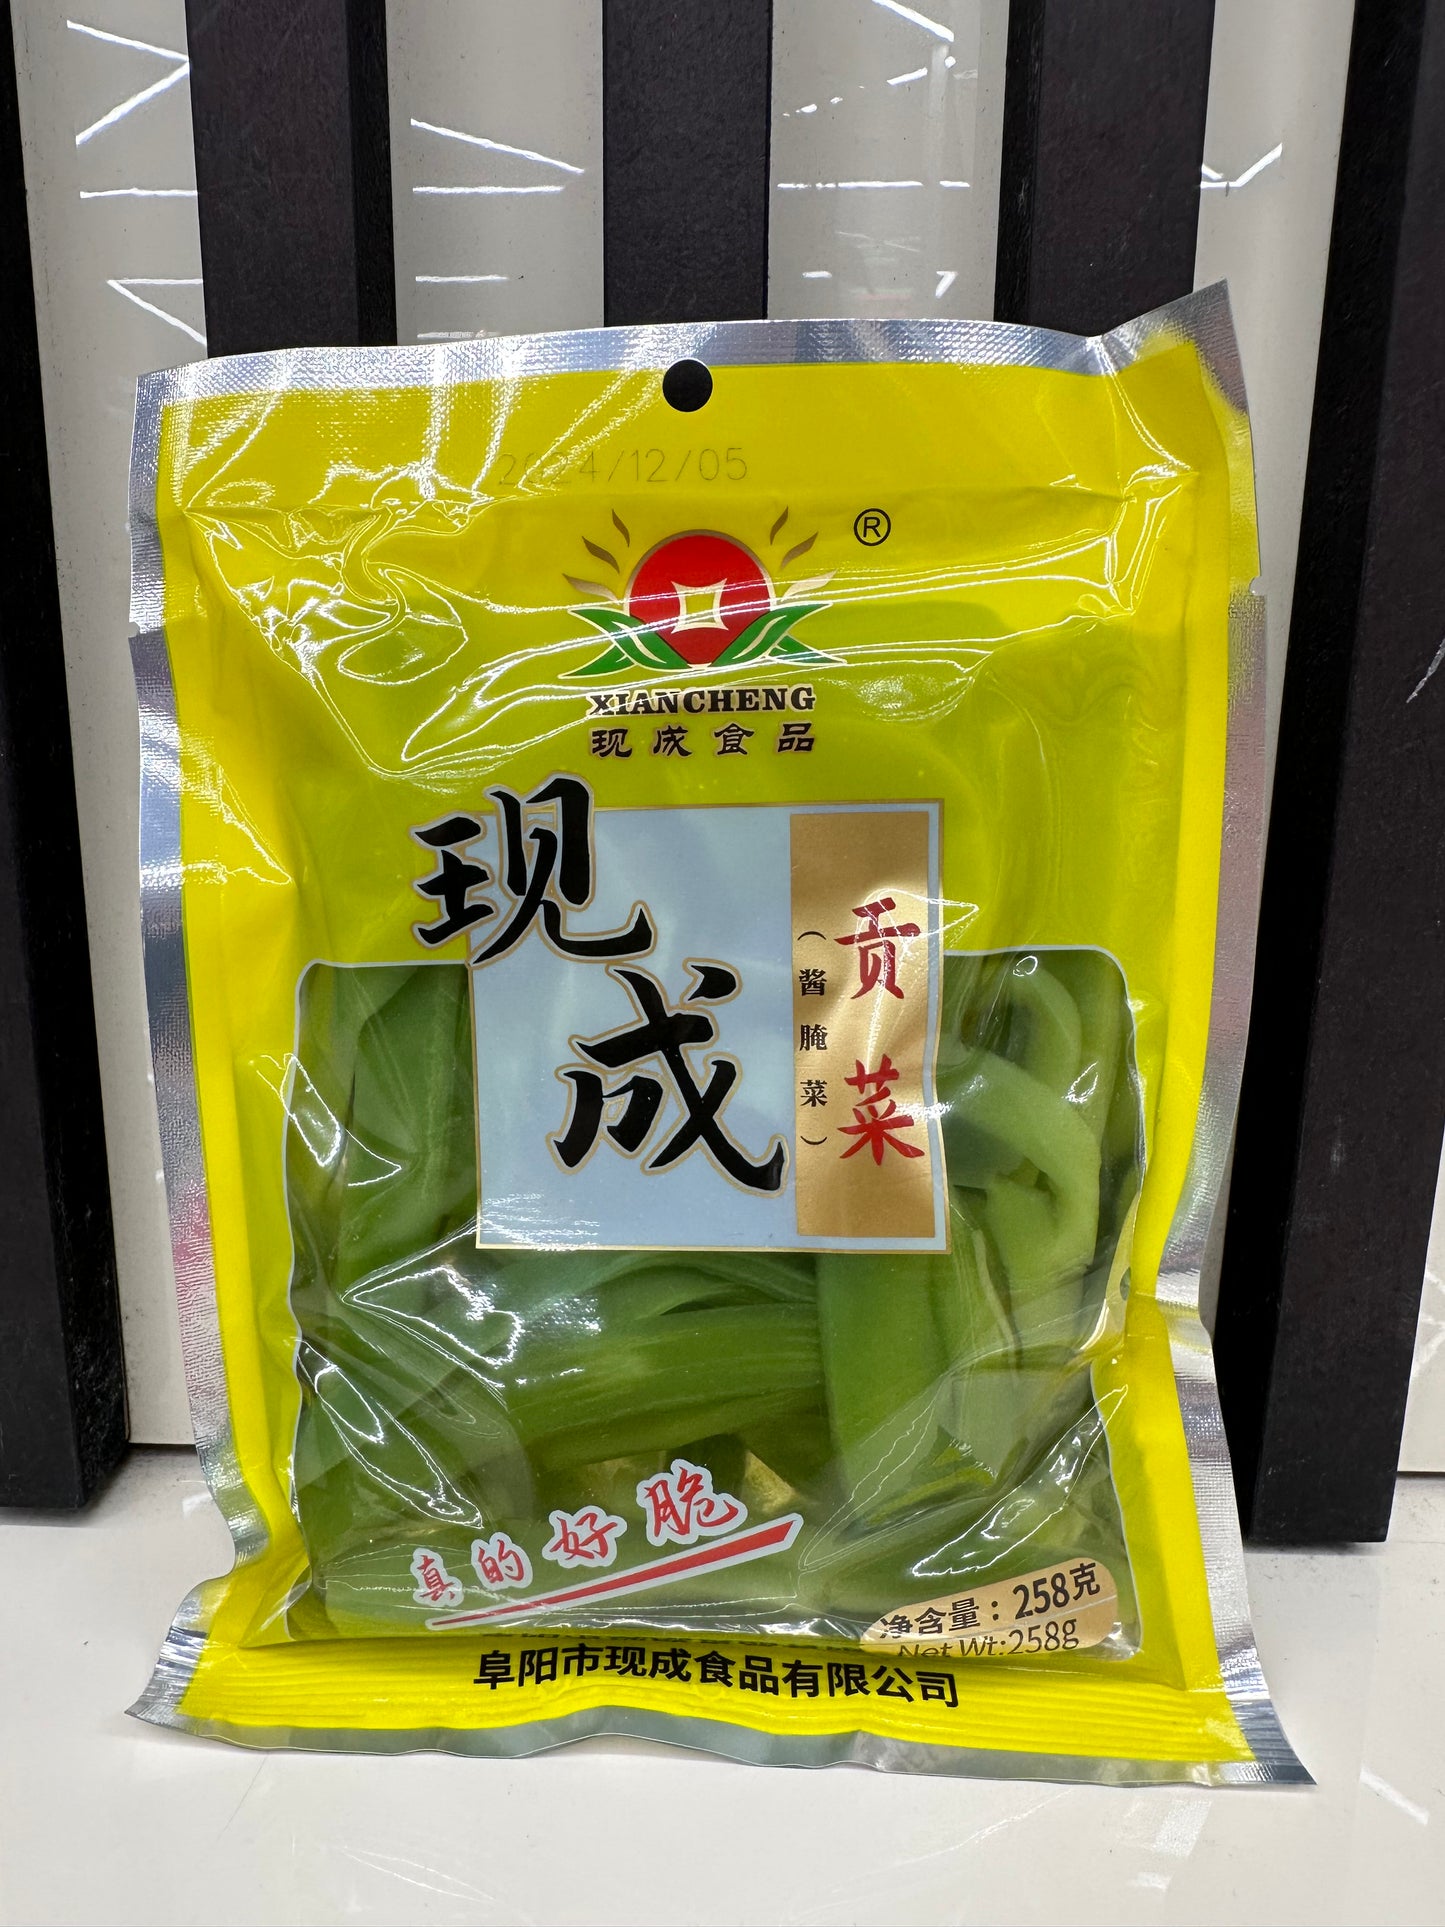 2024/12/05
®
XIANCHENG
现成食品
现成
贡菜
（酱腌菜）
真的好脆
净含量：258克
Net Wt:258g
阜阳市现成食品有限公司